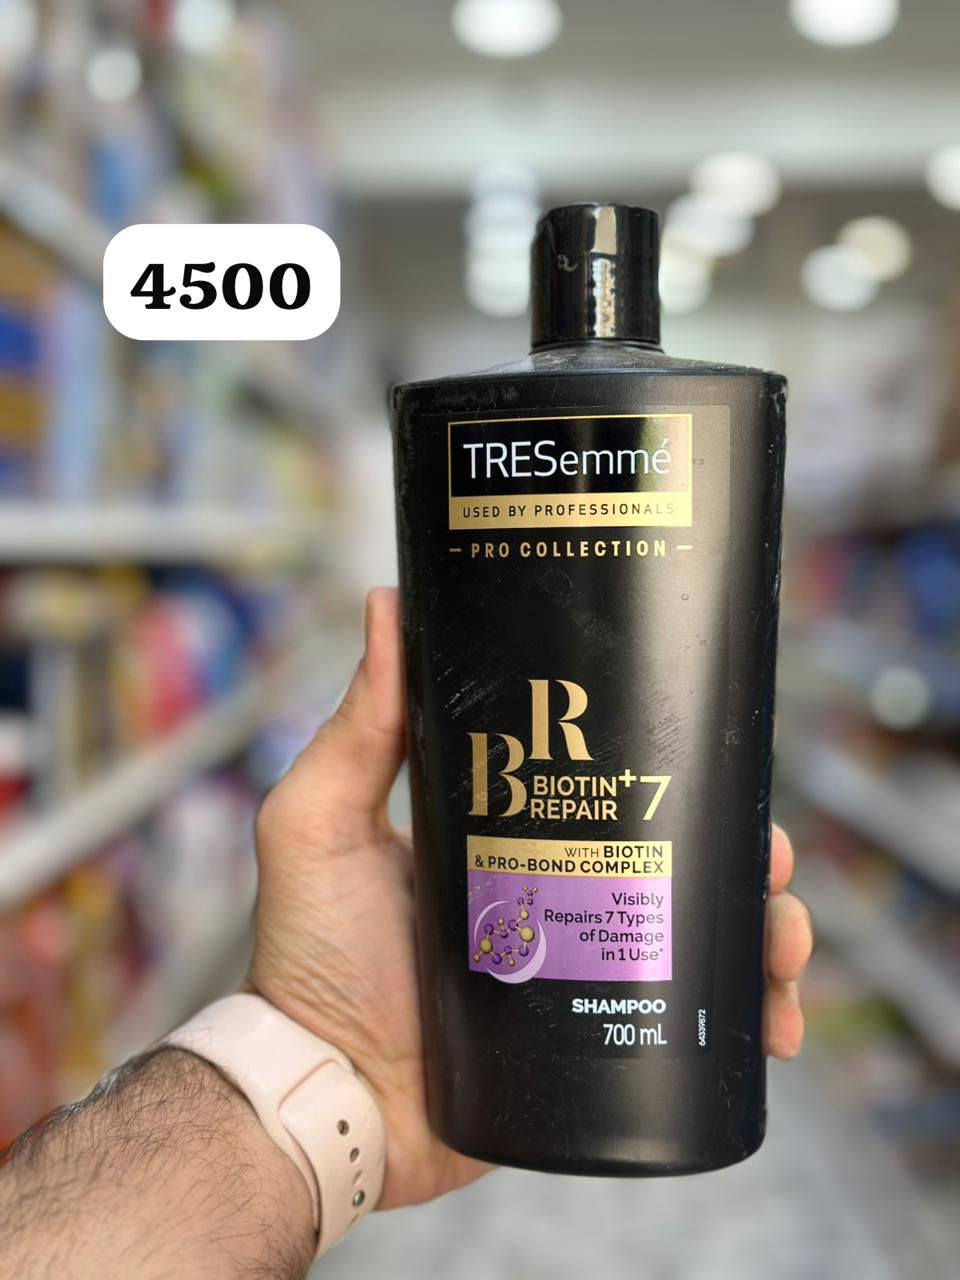 4500
TRESemmé
USED BY PROFESSIONALS
PRO COLLECTION
BR
BIOTIN+7
REPAIR
WITH BIOTIN
& PRO-BOND COMPLEX
Visibly
Repairs 7 Types
of Damage
in 1 Use*
SHAMPOO
700 mL
64339872